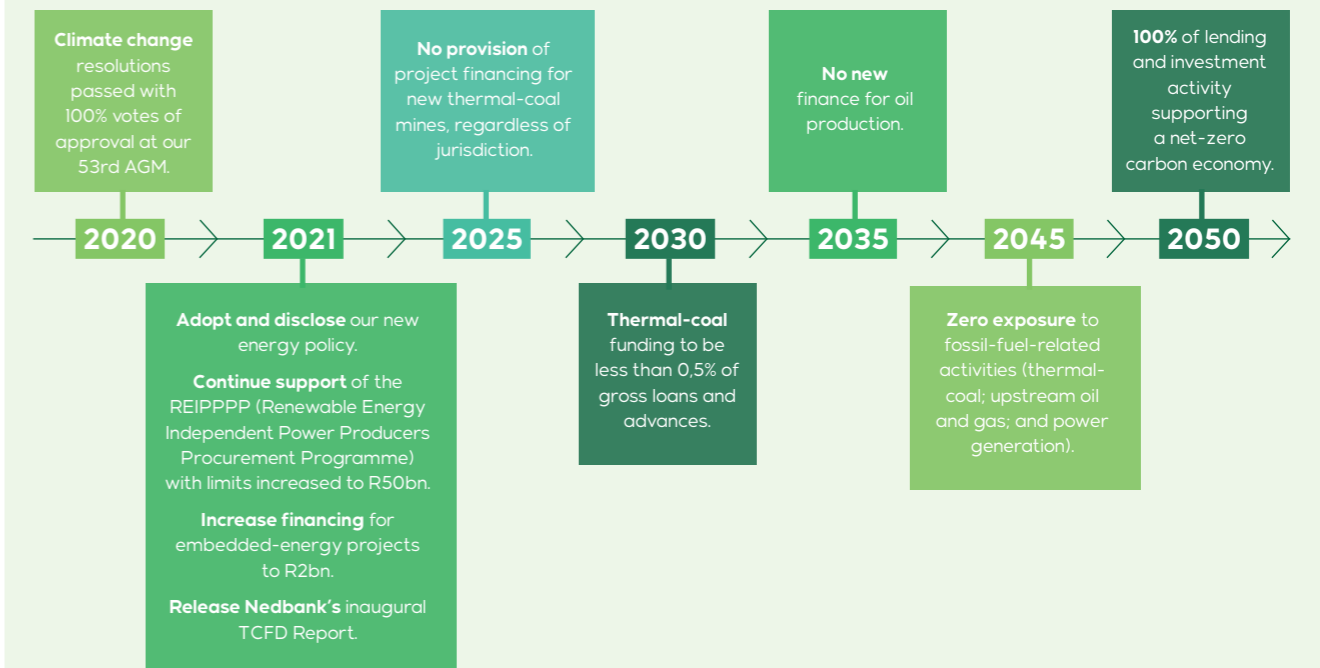 Climate change
resolutions
passed with
100% votes of
approval at our
53rd AGM.
No provision of
project financing for
new thermal-coal
mines, regardless of
jurisdiction.
No new
finance for oil
production.
100% of lending
and investment
activity
supporting
a net-zero
carbon economy.
2020
2021
2025
2030
2035
2045
2050
Adopt and disclose our new
energy policy.
Continue support of the
REIPPPP (Renewable Energy
Independent Power Producers
Procurement Programme)
with limits increased to R50bn.
Increase financing for
embedded-energy projects
to R2bn.
Release Nedbank's inaugural
TCFD Report.
Thermal-coal
funding to be
less than 0,5% of
gross loans and
advances.
Zero exposure to
fossil-fuel-related
activities (thermal-
coal; upstream oil
and gas; and power
generation).